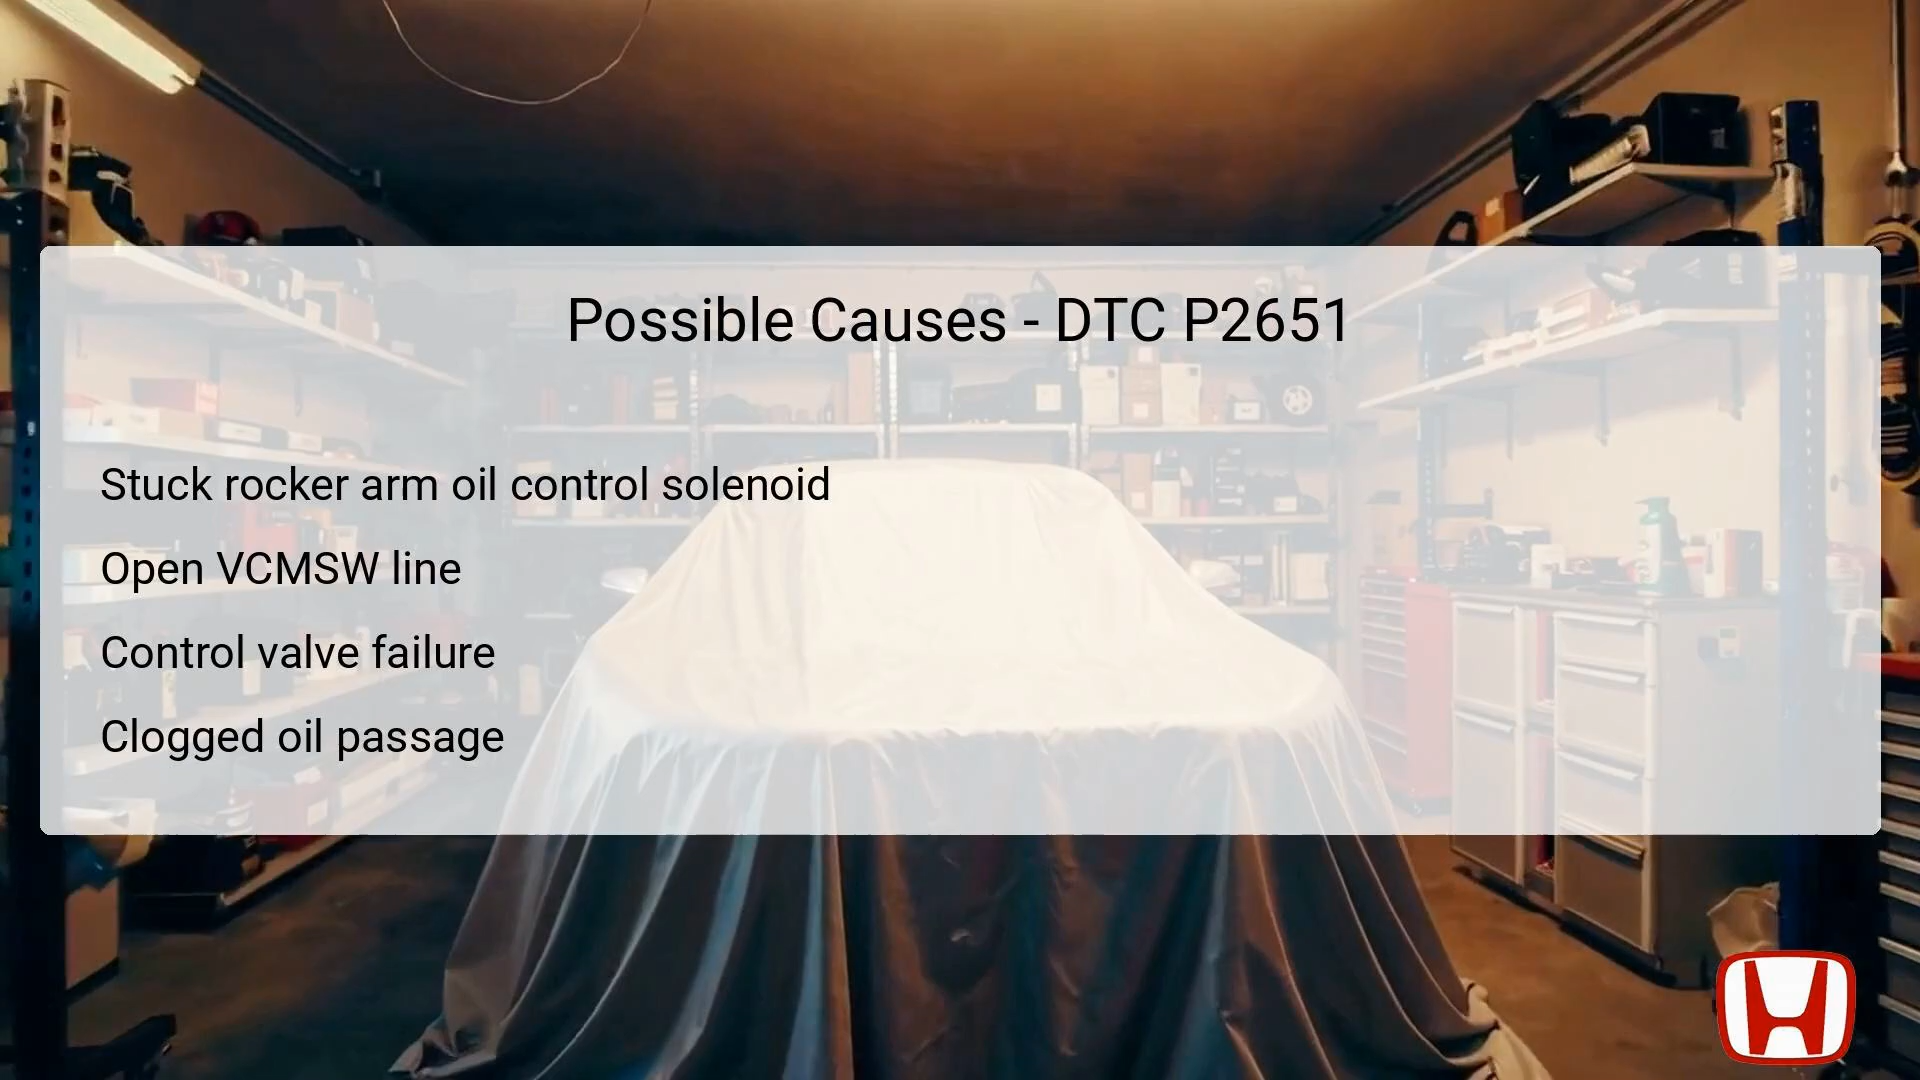 Possible Causes - DTC P2651
Stuck rocker arm oil control solenoid
Open VCMSW line
Control valve failure
Clogged oil passage